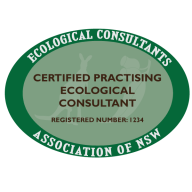 ECOLOGICAL CONSULTANTS
CERTIFIED PRACTISING
ECOLOGICAL
CONSULTANT
REGISTERED NUMBER: 1234
ASSOCIATION OF NSW